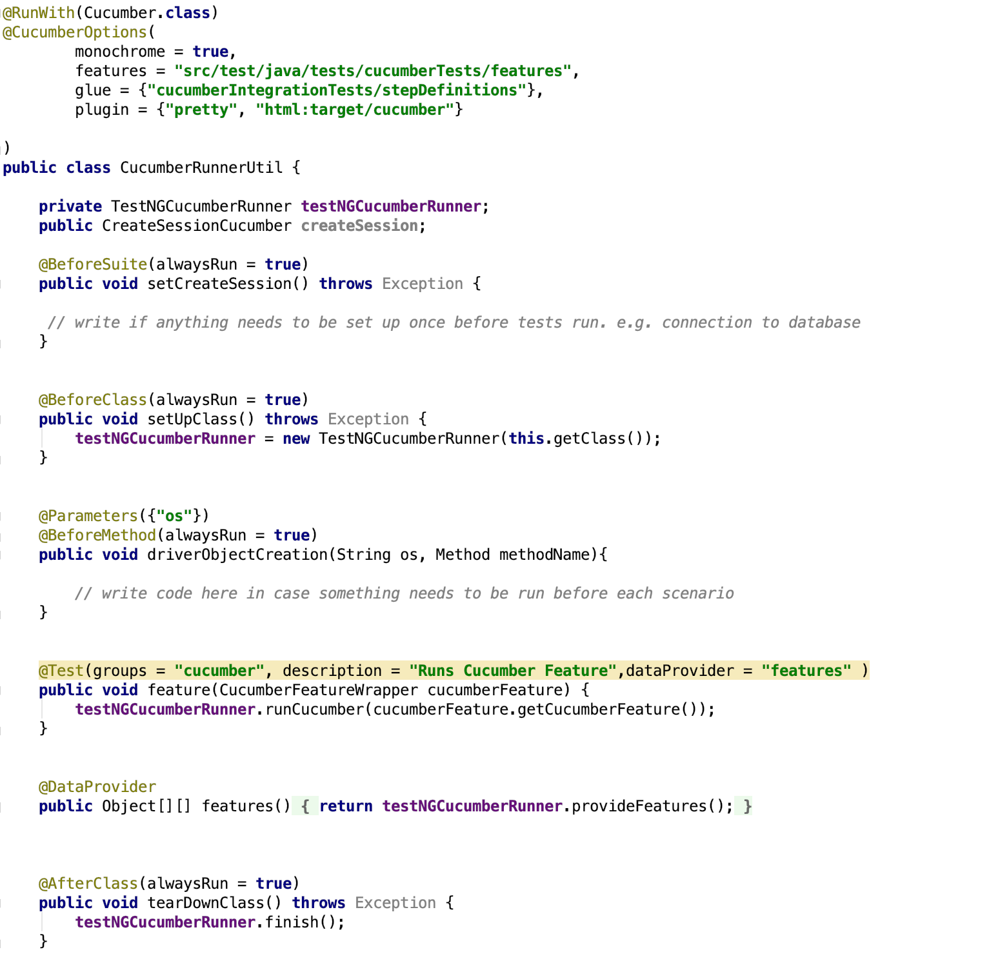 @RunWith(Cucumber.class)
@CucumberOptions(
        monochrome = true,
        features = "src/test/java/tests/cucumberTests/features",
        glue = {"cucumberIntegrationTests/stepDefinitions"},
        plugin = {"pretty", "html:target/cucumber"}
)
public class CucumberRunnerUtil {
    private TestNGCucumberRunner testNGCucumberRunner;
    public CreateSessionCucumber createSession;
    @BeforeSuite(alwaysRun = true)
    public void setCreateSession() throws Exception {
     // write if anything needs to be set up once before tests run. e.g. connection to database
    }
    @BeforeClass(alwaysRun = true)
    public void setUpClass() throws Exception {
        testNGCucumberRunner = new TestNGCucumberRunner(this.getClass());
    }
    @Parameters({"os"})
    @BeforeMethod(alwaysRun = true)
    public void driverObjectCreation(String os, Method methodName){
        // write code here in case something needs to be run before each scenario
    }
    @Test(groups = "cucumber", description = "Runs Cucumber Feature",dataProvider = "features" )
    public void feature(CucumberFeatureWrapper cucumberFeature) {
        testNGCucumberRunner.runCucumber(cucumberFeature.getCucumberFeature());
    }
    @DataProvider
    public Object[][] features() { return testNGCucumberRunner.provideFeatures(); }
    @AfterClass(alwaysRun = true)
    public void tearDownClass() throws Exception {
        testNGCucumberRunner.finish();
    }